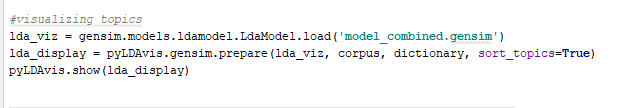 #visualizing topics
lda_viz = gensim.models.ldamodel.LdaModel.load('model_combined.gensim')
lda_display = pyLDAvis.gensim.prepare(lda_viz, corpus, dictionary, sort_topics=True)
pyLDAvis.show(lda_display)